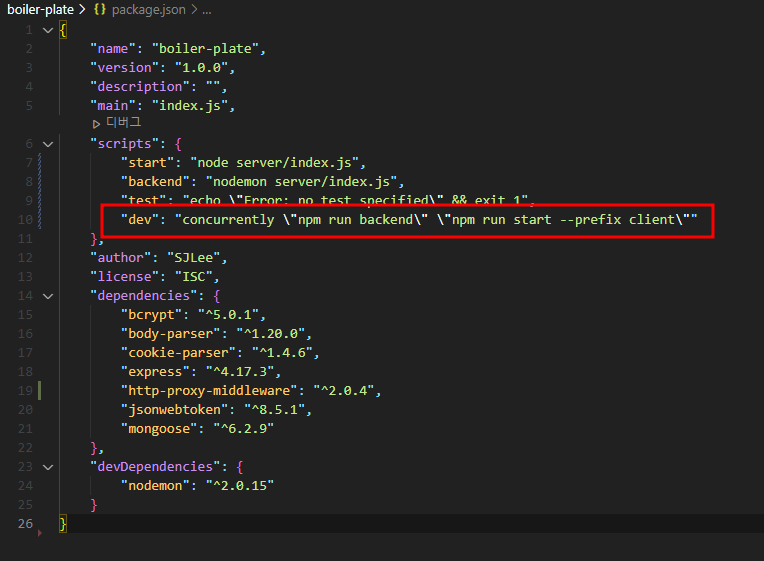 boiler-plate > {} package.json > ...
1 {
2 "name": "boiler-plate",
3 "version": "1.0.0",
4 "description": "",
5 "main": "index.js",
▷ 디버그
6 "scripts": {
7 "start": "node server/index.js",
8 "backend": "nodemon server/index.js",
9 "test": "echo \"Error: no test specified\" && exit 1",
10 "dev": "concurrently \"npm run backend\" \"npm run start --prefix client\""
11 },
12 "author": "SJLee",
13 "license": "ISC",
14 "dependencies": {
15 "bcrypt": "^5.0.1",
16 "body-parser": "^1.20.0",
17 "cookie-parser": "^1.4.6",
18 "express": "^4.17.3",
19 "http-proxy-middleware": "^2.0.4",
20 "jsonwebtoken": "^8.5.1",
21 "mongoose": "^6.2.9"
22 },
23 "devDependencies": {
24 "nodemon": "^2.0.15"
25 }
26 }